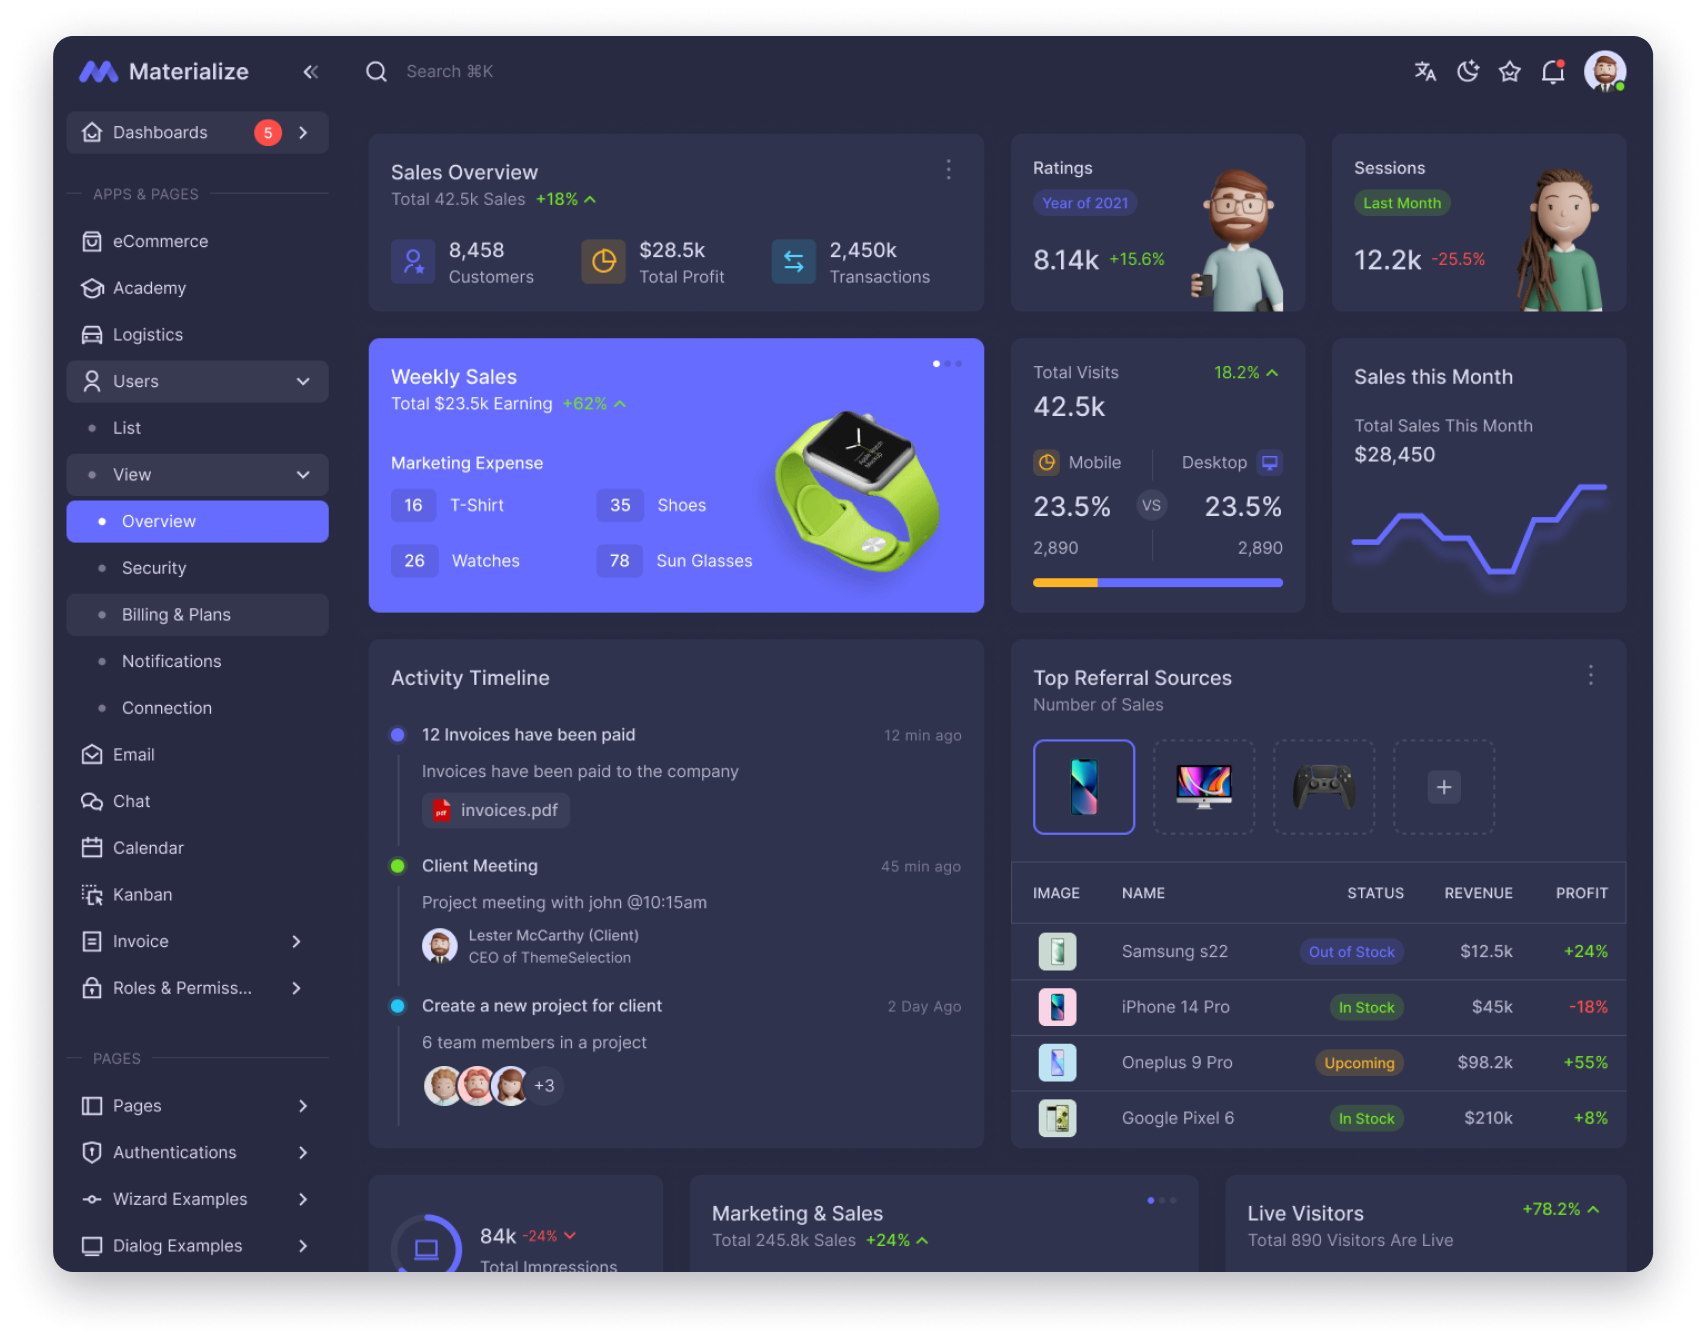 Materialize
Search ⌘K
Dashboards
5
APPS & PAGES
eCommerce
Academy
Logistics
Users
List
View
Overview
Security
Billing & Plans
Notifications
Connection
Email
Chat
Calendar
Kanban
Invoice
Roles & Permiss...
PAGES
Pages
Authentications
Wizard Examples
Dialog Examples
Sales Overview
Total 42.5k Sales +18%
8,458
Customers
$28.5k
Total Profit
2,450k
Transactions
Ratings
Year of 2021
8.14k +15.6%
Sessions
Last Month
12.2k -25.5%
Weekly Sales
Total $23.5k Earning +62%
Marketing Expense
16 T-Shirt
35 Shoes
26 Watches
78 Sun Glasses
Apple Watch
Mockup
Total Visits
18.2%
42.5k
Mobile
Desktop
23.5%
VS
23.5%
2,890
2,890
Sales this Month
Total Sales This Month
$28,450
Activity Timeline
12 Invoices have been paid
12 min ago
Invoices have been paid to the company
pdf
invoices.pdf
Client Meeting
45 min ago
Project meeting with john @10:15am
Lester McCarthy (Client)
CEO of ThemeSelection
Create a new project for client
2 Day Ago
6 team members in a project
+3
Top Referral Sources
Number of Sales
IMAGE NAME STATUS REVENUE PROFIT
Samsung s22 Out of Stock $12.5k +24%
iPhone 14 Pro In Stock $45k -18%
Oneplus 9 Pro Upcoming $98.2k +55%
Google Pixel 6 In Stock $210k +8%
84k -24%
Total Impressions
Marketing & Sales
Total 245.8k Sales +24%
Live Visitors
+78.2%
Total 890 Visitors Are Live